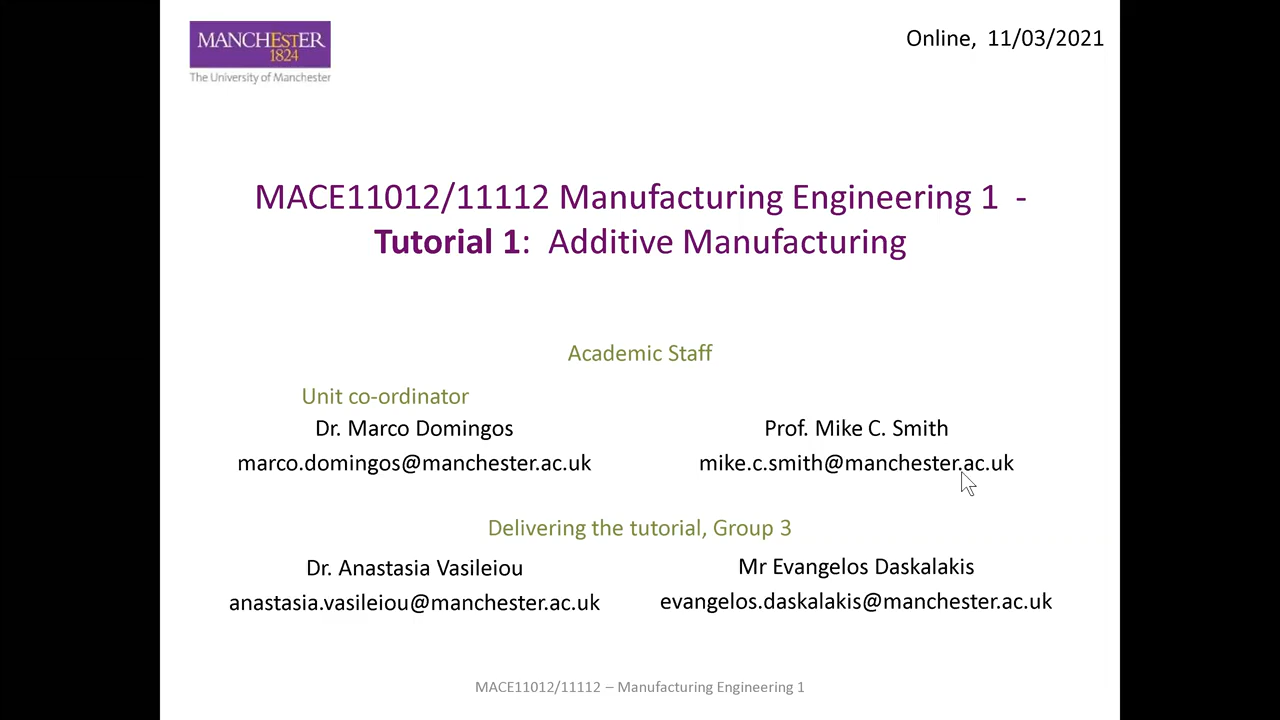 MANCHESTER
1824
The University of Manchester
Online, 11/03/2021
MACE11012/11112 Manufacturing Engineering 1 -
Tutorial 1: Additive Manufacturing
Academic Staff
Unit co-ordinator
Dr. Marco Domingos
marco.domingos@manchester.ac.uk
Prof. Mike C. Smith
mike.c.smith@manchester.ac.uk
Delivering the tutorial, Group 3
Dr. Anastasia Vasileiou
anastasia.vasileiou@manchester.ac.uk
Mr Evangelos Daskalakis
evangelos.daskalakis@manchester.ac.uk
MACE11012/11112 – Manufacturing Engineering 1